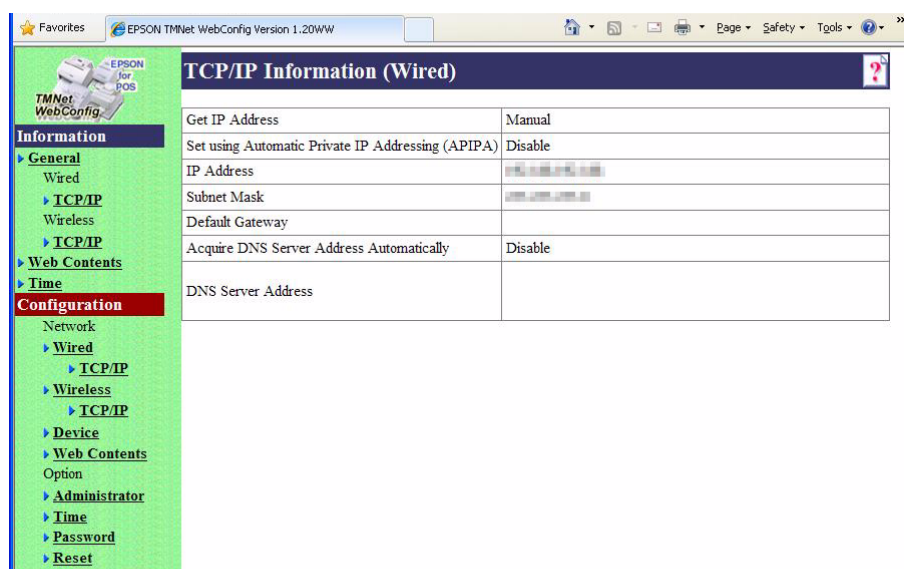 Favorites EPSON TMNet WebConfig Version 1.20WW Page Safety Tools »
EPSON
for
POS
TMNet
WebConfig
TCP/IP Information (Wired) ?
Get IP Address Manual
Set using Automatic Private IP Addressing (APIPA) Disable
IP Address
Subnet Mask
Default Gateway
Acquire DNS Server Address Automatically Disable
DNS Server Address
Information
General
Wired
TCP/IP
Wireless
TCP/IP
Web Contents
Time
Configuration
Network
Wired
TCP/IP
Wireless
TCP/IP
Device
Web Contents
Option
Administrator
Time
Password
Reset